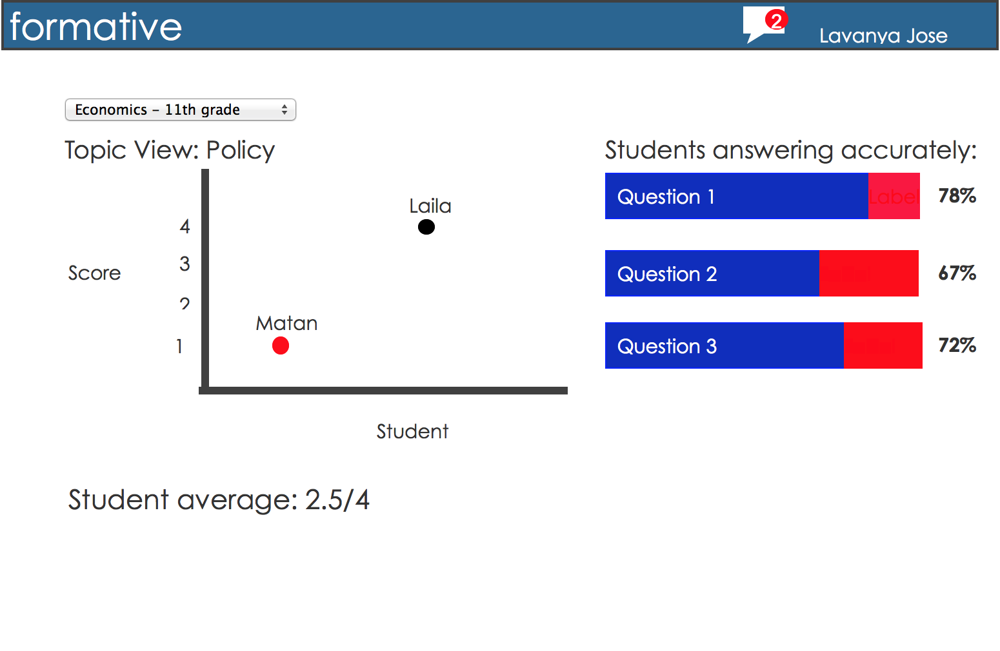 formative
2
Lavanya Jose
Economics – 11th grade
Topic View: Policy
Score
4
3
2
1
Laila
Matan
Student
Student average: 2.5/4
Students answering accurately:
Question 1 Label 78%
Question 2 67%
Question 3 72%